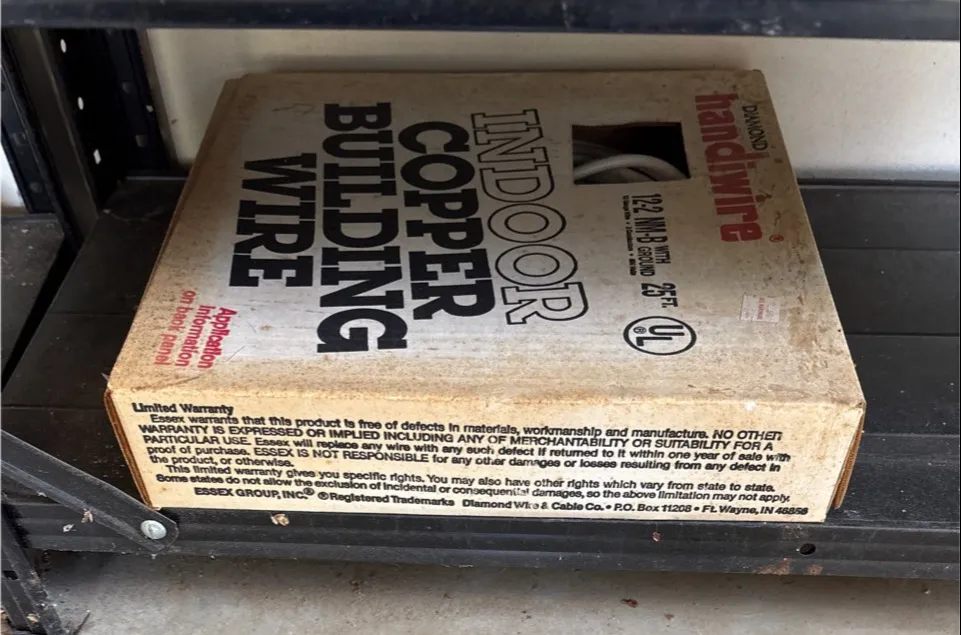 DIAMOND
handiwire®
12-2 NM-B WITH GROUND 25 FT.
UL®
INDOOR
COPPER
BUILDING
WIRE
Application
information
on back panel
Limited Warranty
Essex warrants that this product is free of defects in materials, workmanship and manufacture. NO OTHER
WARRANTY IS EXPRESSED OR IMPLIED INCLUDING ANY OF MERCHANTABILITY OR SUITABILITY FOR A
PARTICULAR USE. Essex will replace any wire with any such defect if returned to it within one year of sale with
proof of purchase. ESSEX IS NOT RESPONSIBLE for any other damages or losses resulting from any defect in
the product, or otherwise.
This limited warranty gives you specific rights. You may also have other rights which vary from state to state.
Some states do not allow the exclusion of incidental or consequential damages, so the above limitation may not apply.
ESSEX GROUP, INC.® ®Registered Trademarks Diamond Wire & Cable Co. • P.O. Box 11208 • Ft. Wayne, IN 46856